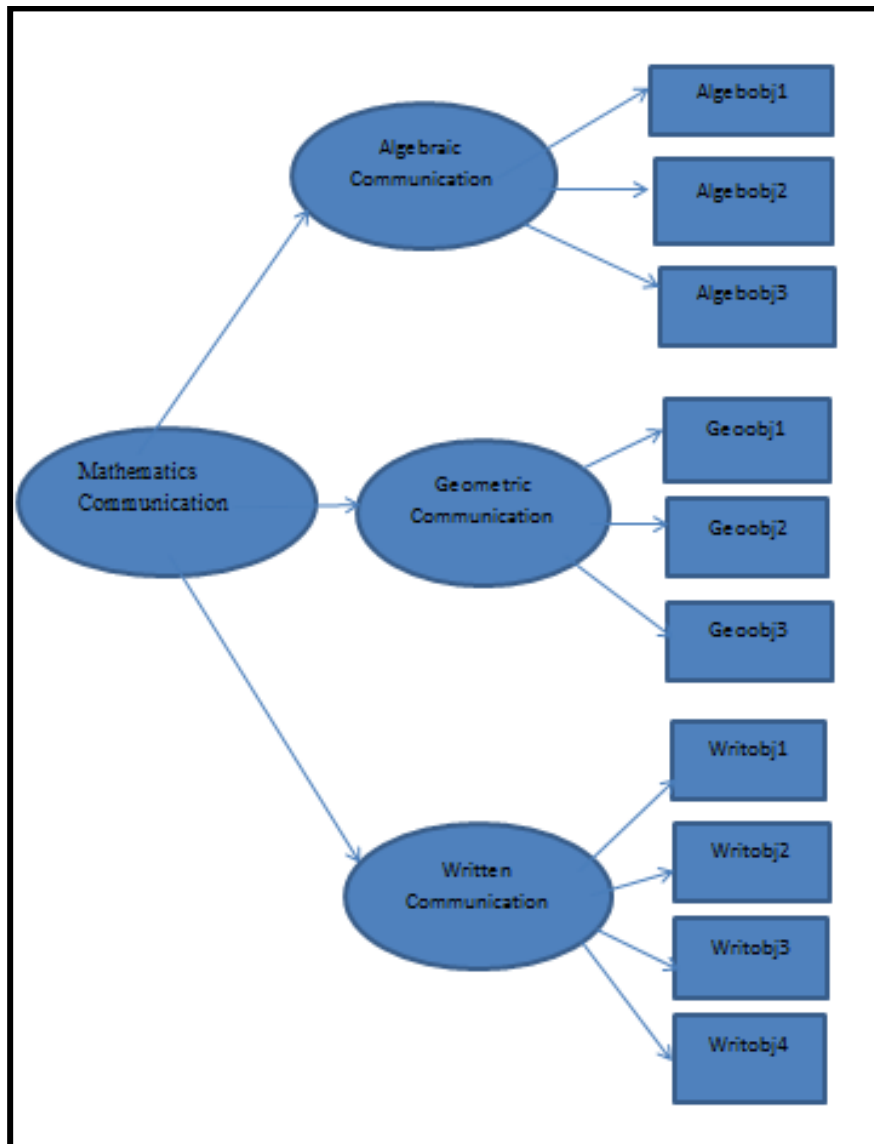 Algebobj1
Algebraic
Communication
Algebobj2
Algebobj3
Geoobj1
Mathematics
Communication
Geometric
Communication
Geoobj2
Geoobj3
Writobj1
Written
Communication
Writobj2
Writobj3
Writobj4